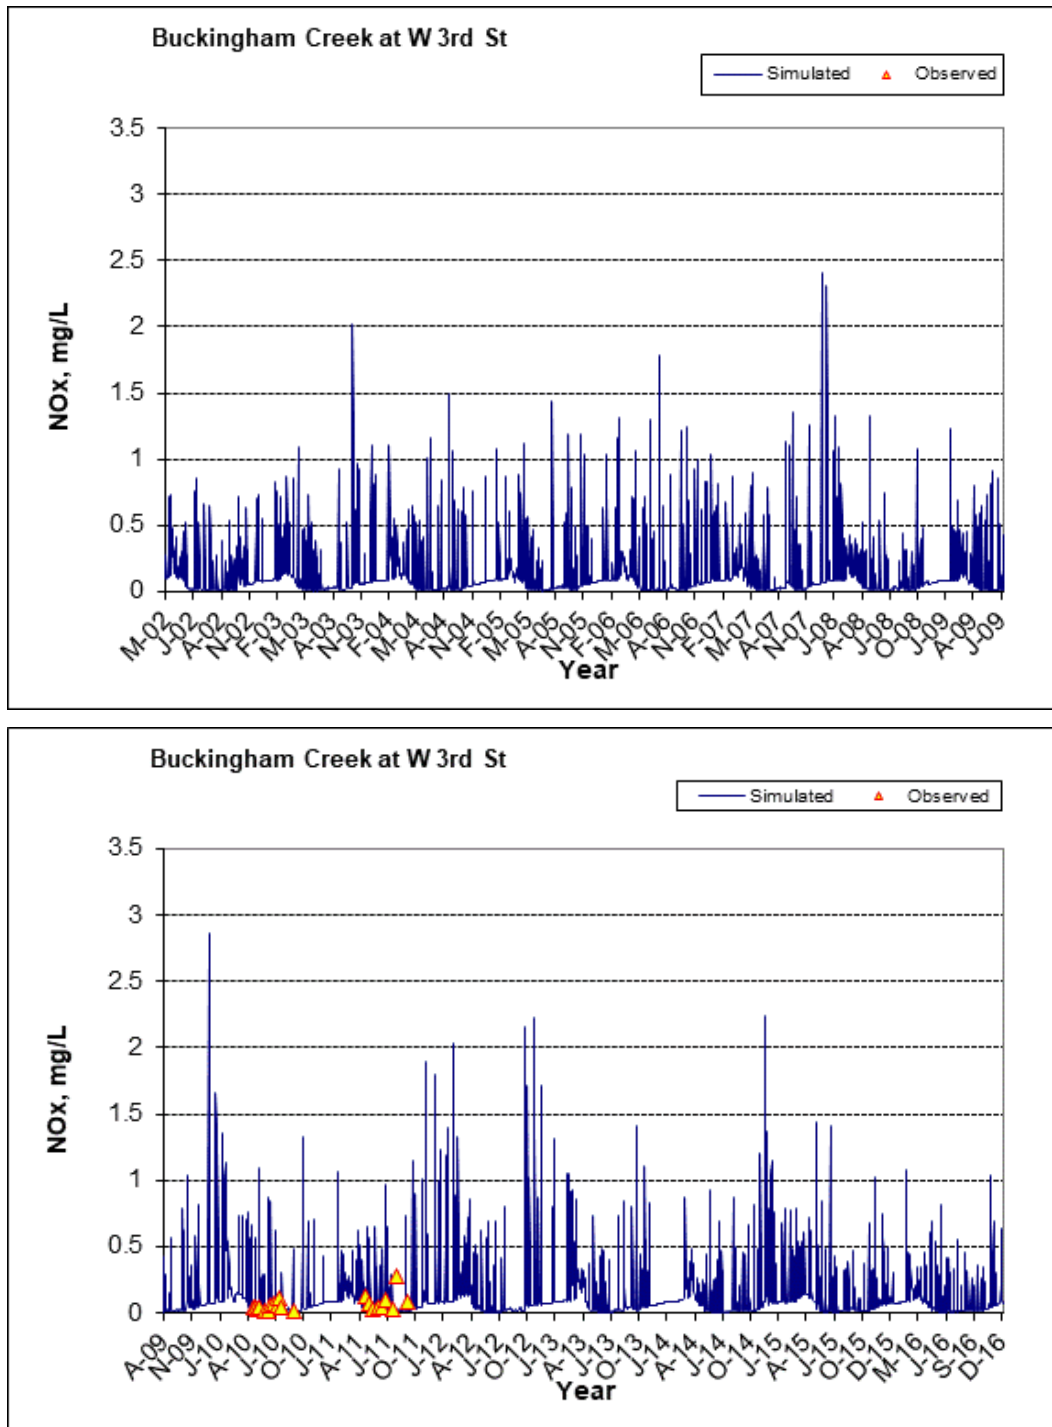 Buckingham Creek at W 3rd St
Simulated Observed
3.5
3
2.5
2
1.5
1
0.5
0
NOx, mg/L
M-02 J-02 A-02 N-02 F-03 M-03 A-03 N-03 F-04 M-04 A-04 N-04 F-05 M-05 A-05 N-05 F-06 M-06 A-06 N-06 F-07 M-07 A-07 N-07 J-08 A-08 J-08 O-08 J-09 A-09 J-09
Year
Buckingham Creek at W 3rd St
Simulated Observed
3.5
3
2.5
2
1.5
1
0.5
0
NOx, mg/L
A-09 N-09 J-10 A-10 J-10 O-10 J-11 A-11 J-11 O-11 J-12 A-12 J-12 O-12 J-13 A-13 J-13 O-13 J-14 A-14 J-14 O-14 J-15 A-15 J-15 O-15 D-15 M-16 J-16 S-16 D-16
Year